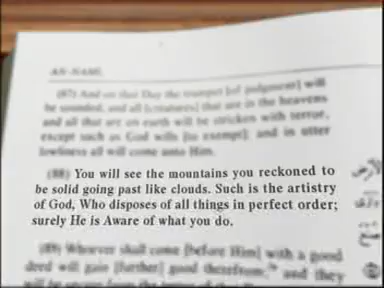 AN-NAML
(87) And on that Day the trumpet [of judgment] will
be sounded, and all [creatures] that are in the heavens
and all that are on earth will be stricken with terror,
except such as God wills [to exempt]: and in utter
lowliness all will come unto Him.
(88) You will see the mountains you reckoned to
be solid going past like clouds. Such is the artistry
of God, Who disposes of all things in perfect order;
surely He is Aware of what you do.
(89) Whoever shall come [before Him] with a good
deed will gain [further] good therefrom, and they
will be